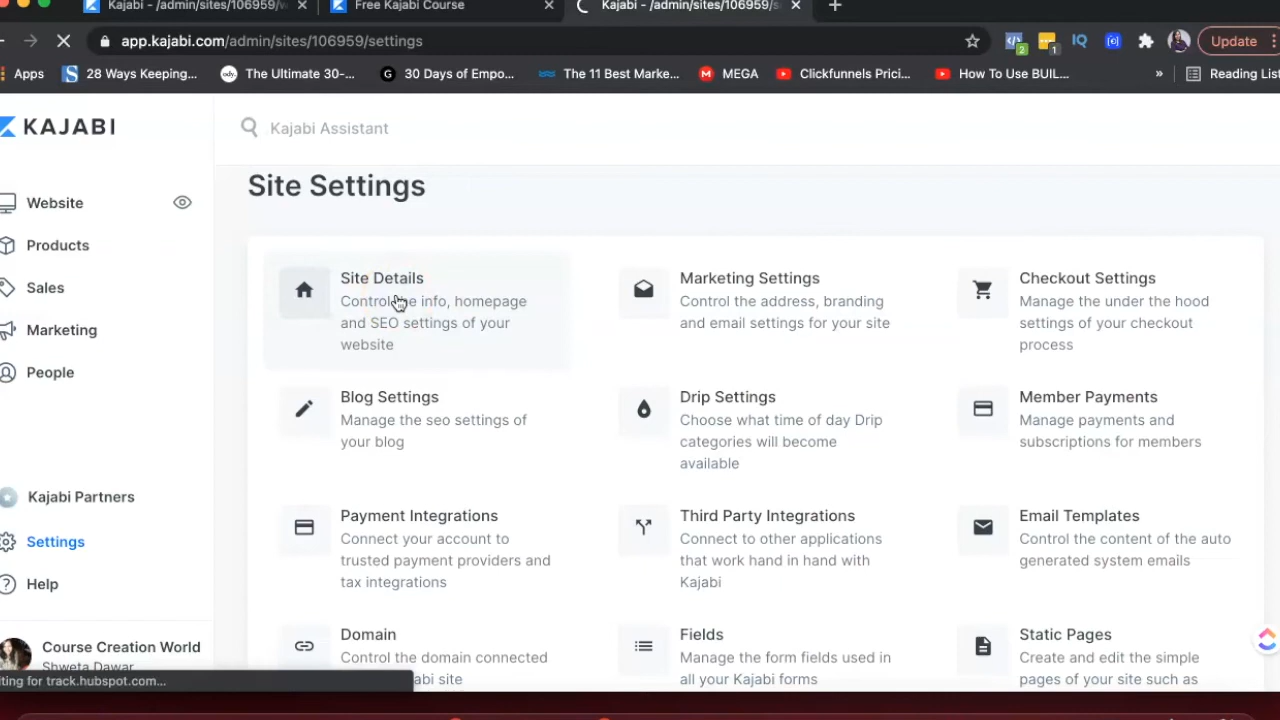 Kajabi - /admin/sites/106959/
Free Kajabi Course
Kajabi - /admin/sites/106959/s
app.kajabi.com/admin/sites/106959/settings
2
1
IQ
Update
Apps
28 Ways Keeping...
ody.
The Ultimate 30-...
G
30 Days of Empo...
The 11 Best Marke...
M
MEGA
Clickfunnels Prici...
How To Use BUIL...
»
Reading List
KAJABI
Kajabi Assistant
Site Settings
Website
Products
Sales
Marketing
People
Kajabi Partners
Settings
Help
Course Creation World
Shweta Dawar
Site Details
Control info, homepage
and SEO settings of your
website
Marketing Settings
Control the address, branding
and email settings for your site
Checkout Settings
Manage the under the hood
settings of your checkout
process
Blog Settings
Manage the seo settings of
your blog
Drip Settings
Choose what time of day Drip
categories will become
available
Member Payments
Manage payments and
subscriptions for members
Payment Integrations
Connect your account to
trusted payment providers and
tax integrations
Third Party Integrations
Connect to other applications
that work hand in hand with
Kajabi
Email Templates
Control the content of the auto
generated system emails
Domain
Control the domain connected
abi site
Fields
Manage the form fields used in
all your Kajabi forms
Static Pages
Create and edit the simple
pages of your site such as
iting for track.hubspot.com...